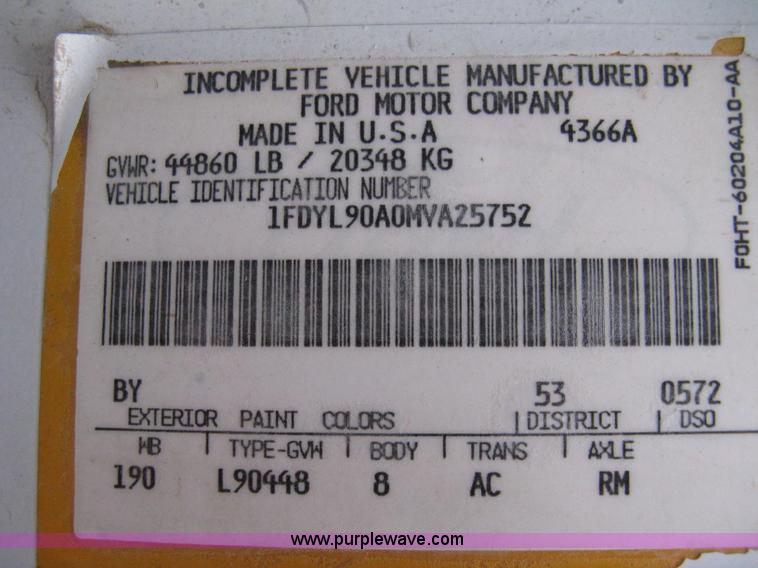 INCOMPLETE VEHICLE MANUFACTURED BY
FORD MOTOR COMPANY
MADE IN U.S.A 4366A
GVWR: 44860 LB / 20348 KG
VEHICLE IDENTIFICATION NUMBER
1FDYL90A0MVA25752
BY 53 0572
EXTERIOR PAINT COLORS DISTRICT DSO
WB TYPE-GVW BODY TRANS AXLE
190 L90448 8 AC RM
F0HT-60204A10-AA
www.purplewave.com